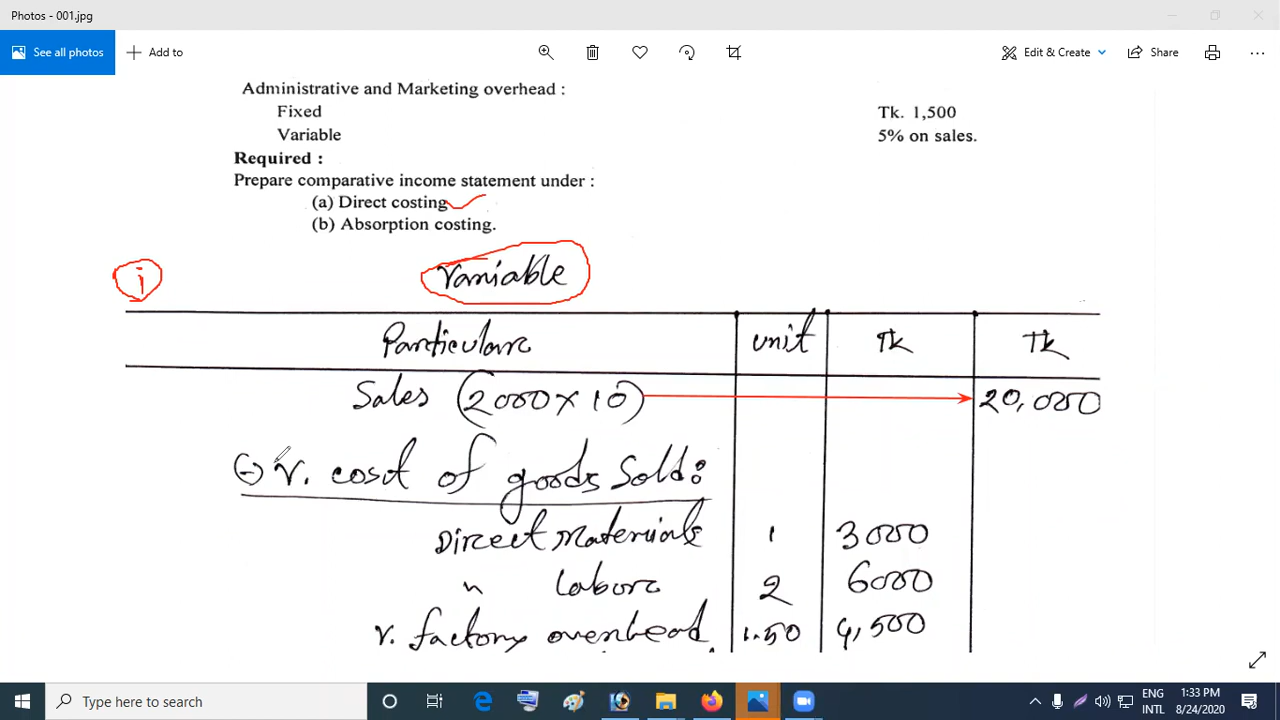 Photos - 001.jpg
See all photos
Add to
Edit & Create
Share
Administrative and Marketing overhead :
Fixed Tk. 1,500
Variable 5% on sales.
Required :
Prepare comparative income statement under :
(a) Direct costing
(b) Absorption costing.
i Variable
Particulars unit Tk Tk
Sales (2000 × 10) 20,000
(-) V. cost of goods Sold:
Direct Materials 1 3000
" labour 2 6000
V. factory overhead 1.50 4,500
Type here to search
ENG 1:33 PM
INTL 8/24/2020